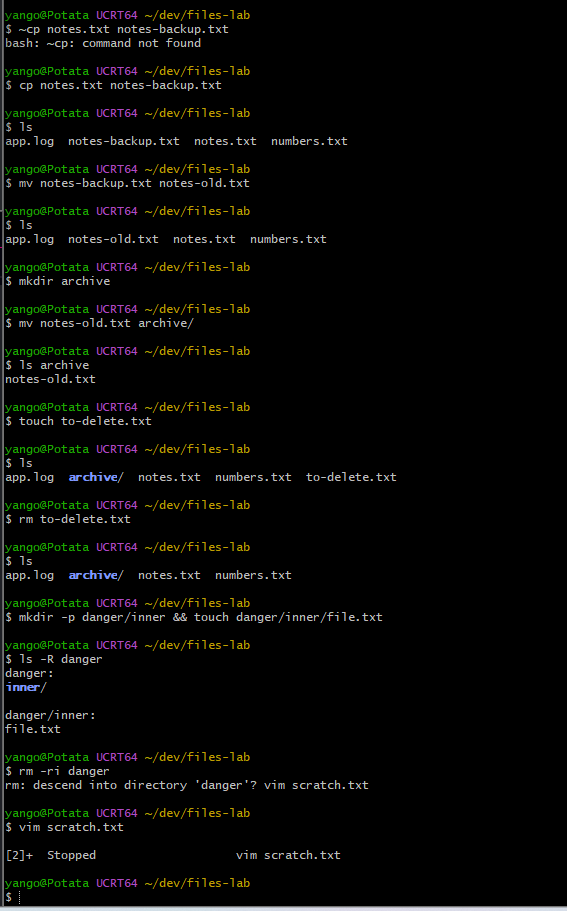 yango@Potata UCRT64 ~/dev/files-lab
$ ~cp notes.txt notes-backup.txt
bash: ~cp: command not found

yango@Potata UCRT64 ~/dev/files-lab
$ cp notes.txt notes-backup.txt

yango@Potata UCRT64 ~/dev/files-lab
$ ls
app.log  notes-backup.txt  notes.txt  numbers.txt

yango@Potata UCRT64 ~/dev/files-lab
$ mv notes-backup.txt notes-old.txt

yango@Potata UCRT64 ~/dev/files-lab
$ ls
app.log  notes-old.txt  notes.txt  numbers.txt

yango@Potata UCRT64 ~/dev/files-lab
$ mkdir archive

yango@Potata UCRT64 ~/dev/files-lab
$ mv notes-old.txt archive/

yango@Potata UCRT64 ~/dev/files-lab
$ ls archive
notes-old.txt

yango@Potata UCRT64 ~/dev/files-lab
$ touch to-delete.txt

yango@Potata UCRT64 ~/dev/files-lab
$ ls
app.log  archive/  notes.txt  numbers.txt  to-delete.txt

yango@Potata UCRT64 ~/dev/files-lab
$ rm to-delete.txt

yango@Potata UCRT64 ~/dev/files-lab
$ ls
app.log  archive/  notes.txt  numbers.txt

yango@Potata UCRT64 ~/dev/files-lab
$ mkdir -p danger/inner && touch danger/inner/file.txt

yango@Potata UCRT64 ~/dev/files-lab
$ ls -R danger
danger:
inner/

danger/inner:
file.txt

yango@Potata UCRT64 ~/dev/files-lab
$ rm -ri danger
rm: descend into directory 'danger'? vim scratch.txt

yango@Potata UCRT64 ~/dev/files-lab
$ vim scratch.txt

[2]+  Stopped                    vim scratch.txt

yango@Potata UCRT64 ~/dev/files-lab
$